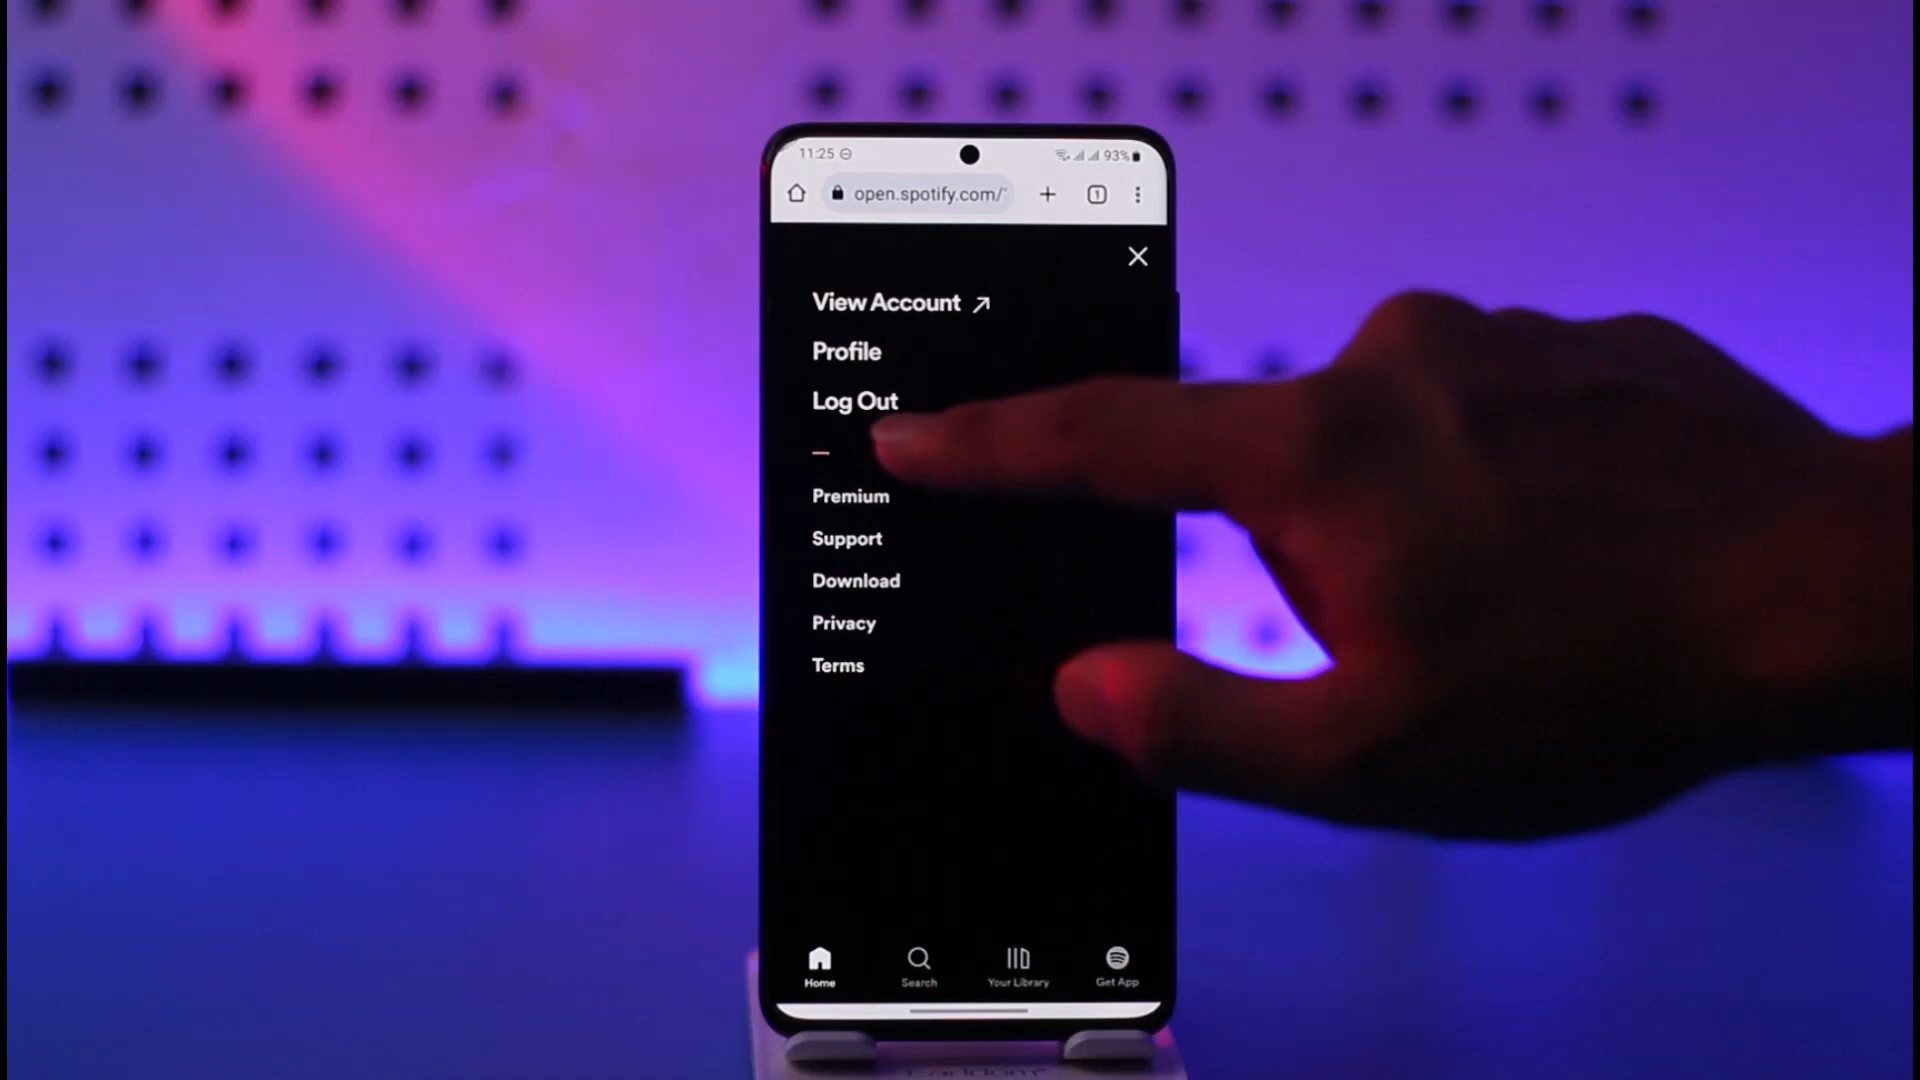 11:25
93%
open.spotify.com/
1
View Account
Profile
Log Out
Premium
Support
Download
Privacy
Terms
Home
Search
Your Library
Get App